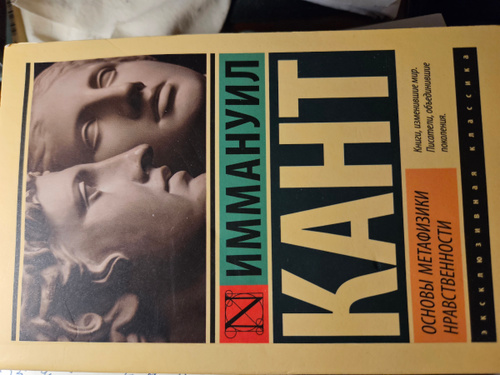 ИММАНУИЛ
КАНТ
Книги, изменившие мир.
Писатели, объединившие
поколения.
ОСНОВЫ МЕТАФИЗИКИ
НРАВСТВЕННОСТИ
эксклюзивная классика